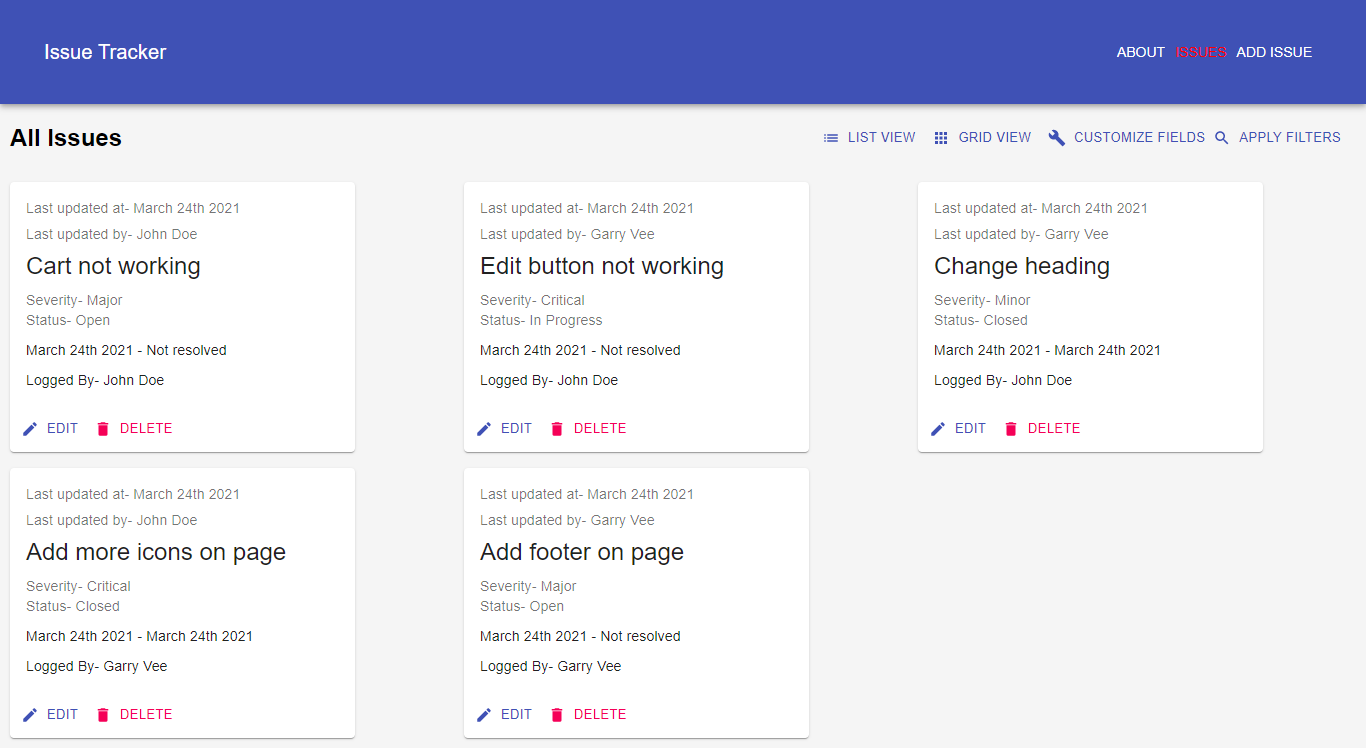 Issue Tracker
ABOUT ISSUES ADD ISSUE
All Issues
LIST VIEW GRID VIEW CUSTOMIZE FIELDS APPLY FILTERS
Last updated at- March 24th 2021
Last updated by- John Doe
Cart not working
Severity- Major
Status- Open
March 24th 2021 - Not resolved
Logged By- John Doe
EDIT DELETE
Last updated at- March 24th 2021
Last updated by- Garry Vee
Edit button not working
Severity- Critical
Status- In Progress
March 24th 2021 - Not resolved
Logged By- John Doe
EDIT DELETE
Last updated at- March 24th 2021
Last updated by- Garry Vee
Change heading
Severity- Minor
Status- Closed
March 24th 2021 - March 24th 2021
Logged By- John Doe
EDIT DELETE
Last updated at- March 24th 2021
Last updated by- John Doe
Add more icons on page
Severity- Critical
Status- Closed
March 24th 2021 - March 24th 2021
Logged By- Garry Vee
EDIT DELETE
Last updated at- March 24th 2021
Last updated by- Garry Vee
Add footer on page
Severity- Major
Status- Open
March 24th 2021 - Not resolved
Logged By- Garry Vee
EDIT DELETE